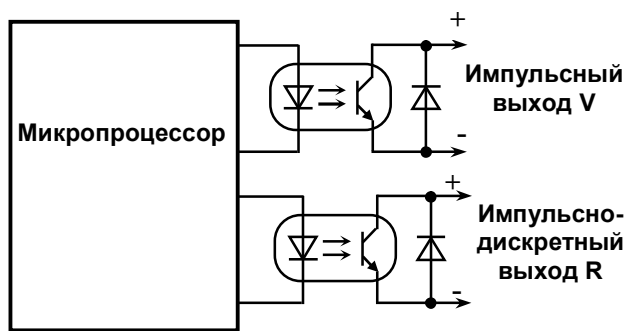 Микропроцессор
+
Импульсный
выход V
-
+
Импульсно-
дискретный
выход R
-